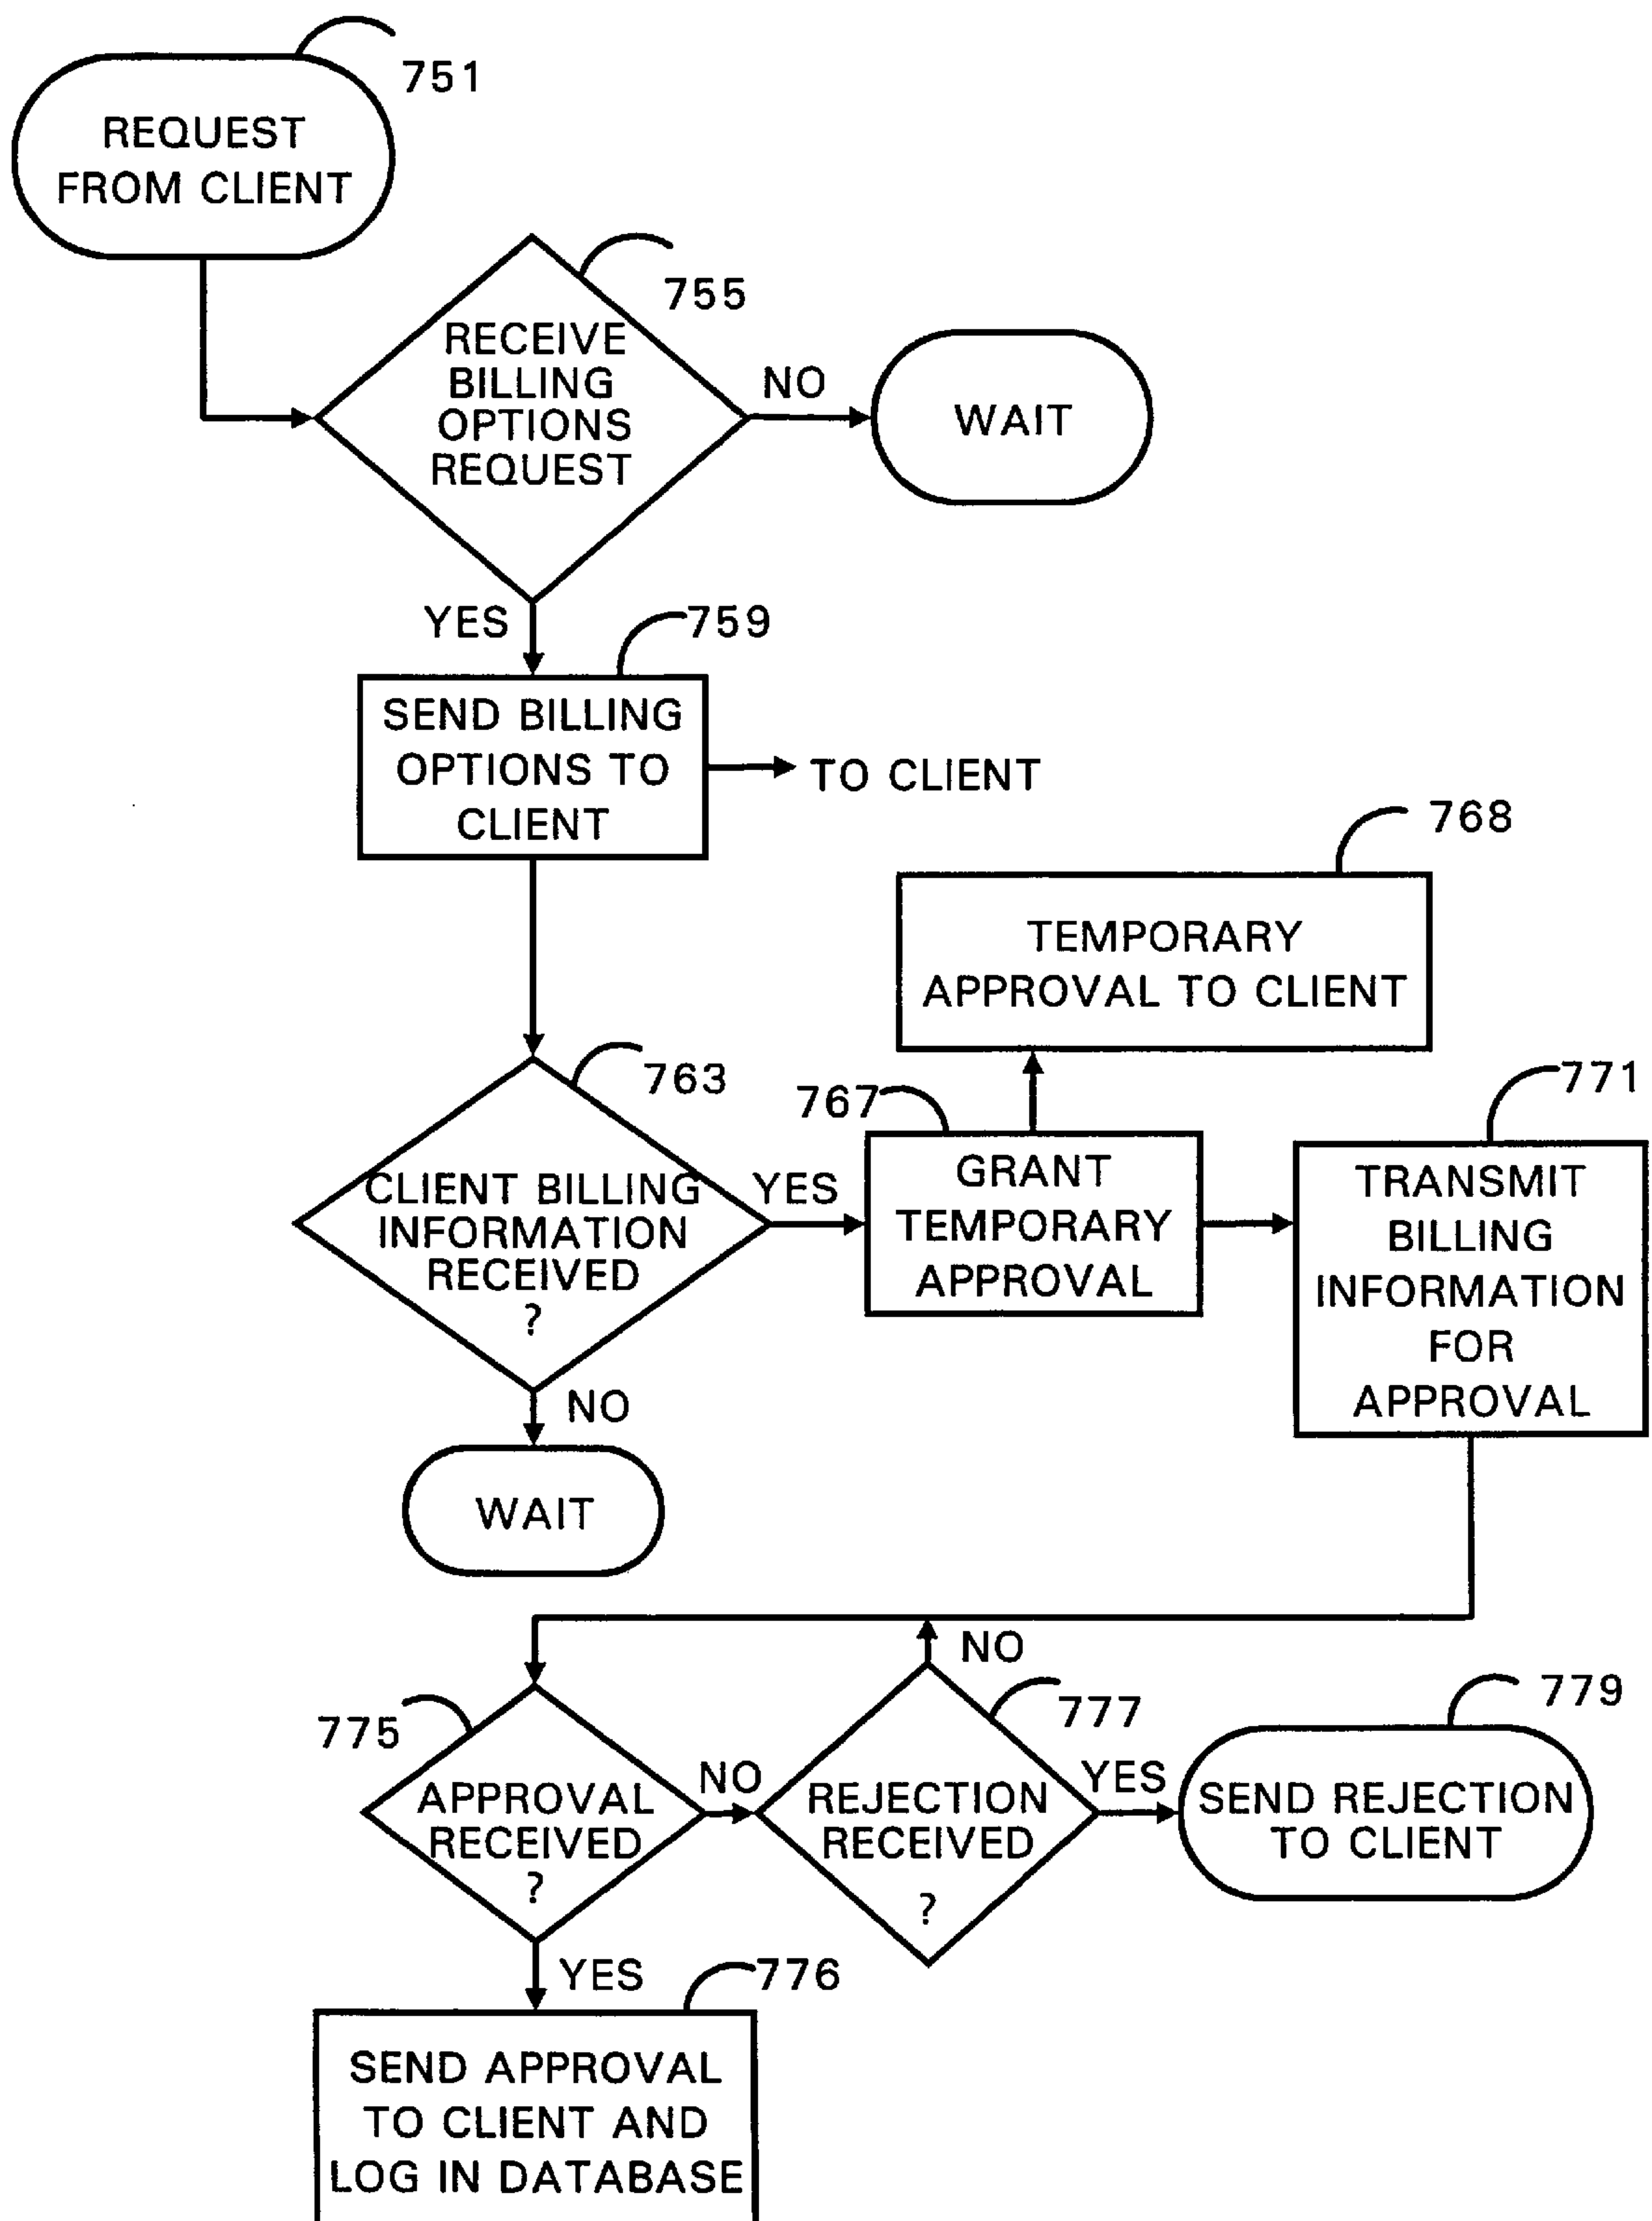 751
REQUEST
FROM CLIENT
755
RECEIVE
BILLING
OPTIONS
REQUEST
NO
WAIT
YES
759
SEND BILLING
OPTIONS TO
CLIENT
TO CLIENT
768
TEMPORARY
APPROVAL TO CLIENT
763
CLIENT BILLING
INFORMATION
RECEIVED
?
YES
767
GRANT
TEMPORARY
APPROVAL
771
TRANSMIT
BILLING
INFORMATION
FOR
APPROVAL
NO
WAIT
775
APPROVAL
RECEIVED
?
NO
777
REJECTION
RECEIVED
?
NO
YES
779
SEND REJECTION
TO CLIENT
YES
776
SEND APPROVAL
TO CLIENT AND
LOG IN DATABASE